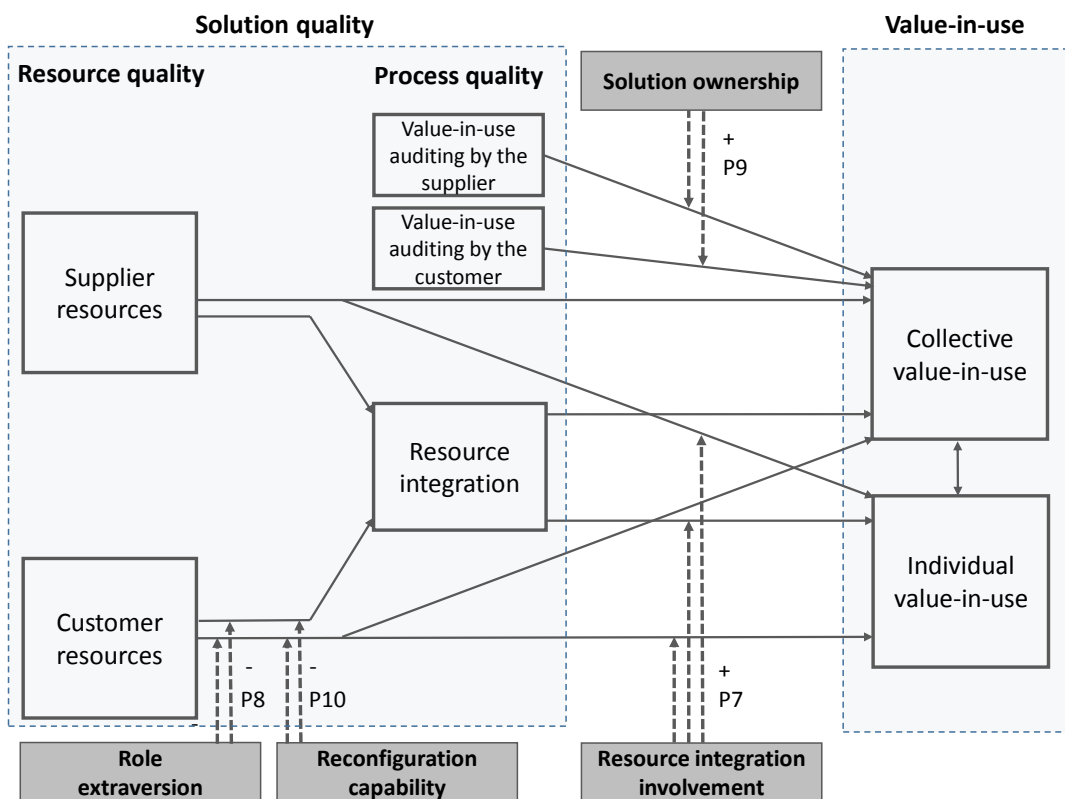 Solution quality
Value-in-use
Resource quality
Process quality
Solution ownership
Value-in-use
auditing by the
supplier
+
P9
Value-in-use
auditing by the
customer
Supplier
resources
Collective
value-in-use
Resource
integration
Individual
value-in-use
Customer
resources
-
P8
-
P10
+
P7
-
Role
extraversion
Reconfiguration
capability
Resource integration
involvement